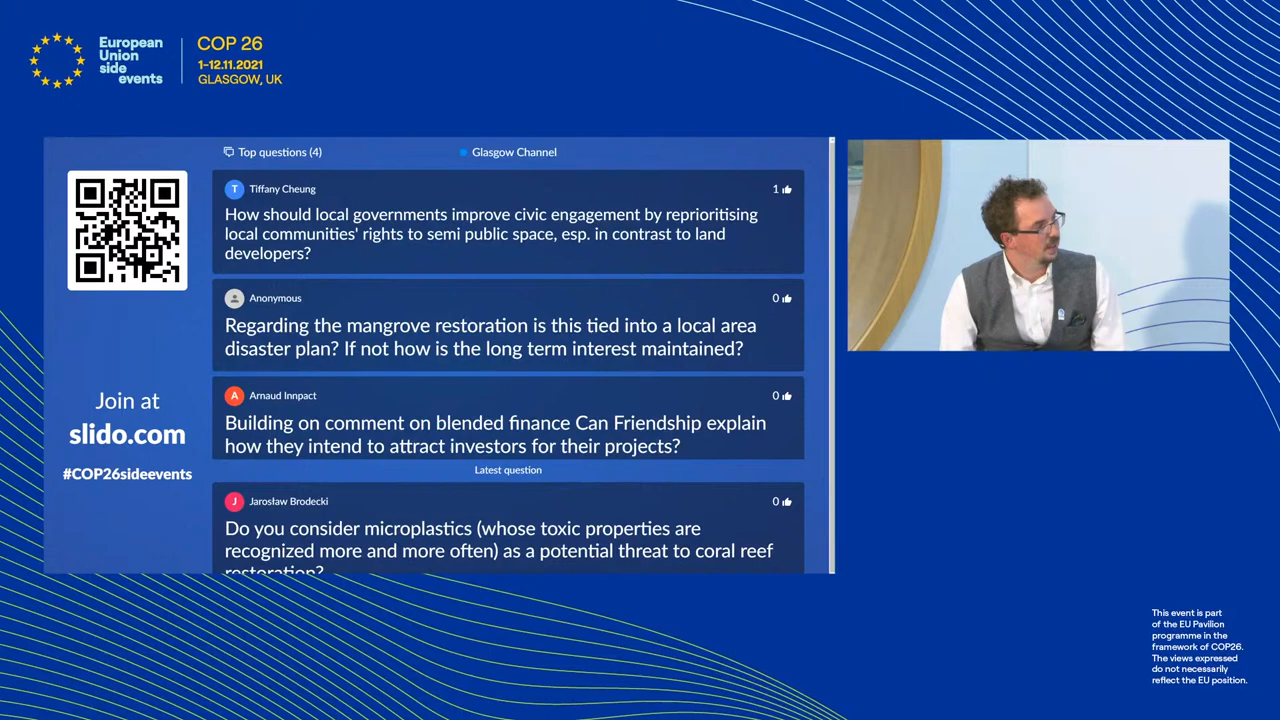 European
Union
side
events
COP 26
1-12.11.2021
GLASGOW, UK
Top questions (4)
Glasgow Channel
T Tiffany Cheung 1
How should local governments improve civic engagement by reprioritising
local communities' rights to semi public space, esp. in contrast to land
developers?
Anonymous 0
Regarding the mangrove restoration is this tied into a local area
disaster plan? If not how is the long term interest maintained?
A Arnaud Innpact 0
Building on comment on blended finance Can Friendship explain
how they intend to attract investors for their projects?
Latest question
J Jarosław Brodecki 0
Do you consider microplastics (whose toxic properties are
recognized more and more often) as a potential threat to coral reef
restoration?
Join at
slido.com
#COP26sideevents
This event is part
of the EU Pavilion
programme in the
framework of COP26.
The views expressed
do not necessarily
reflect the EU position.